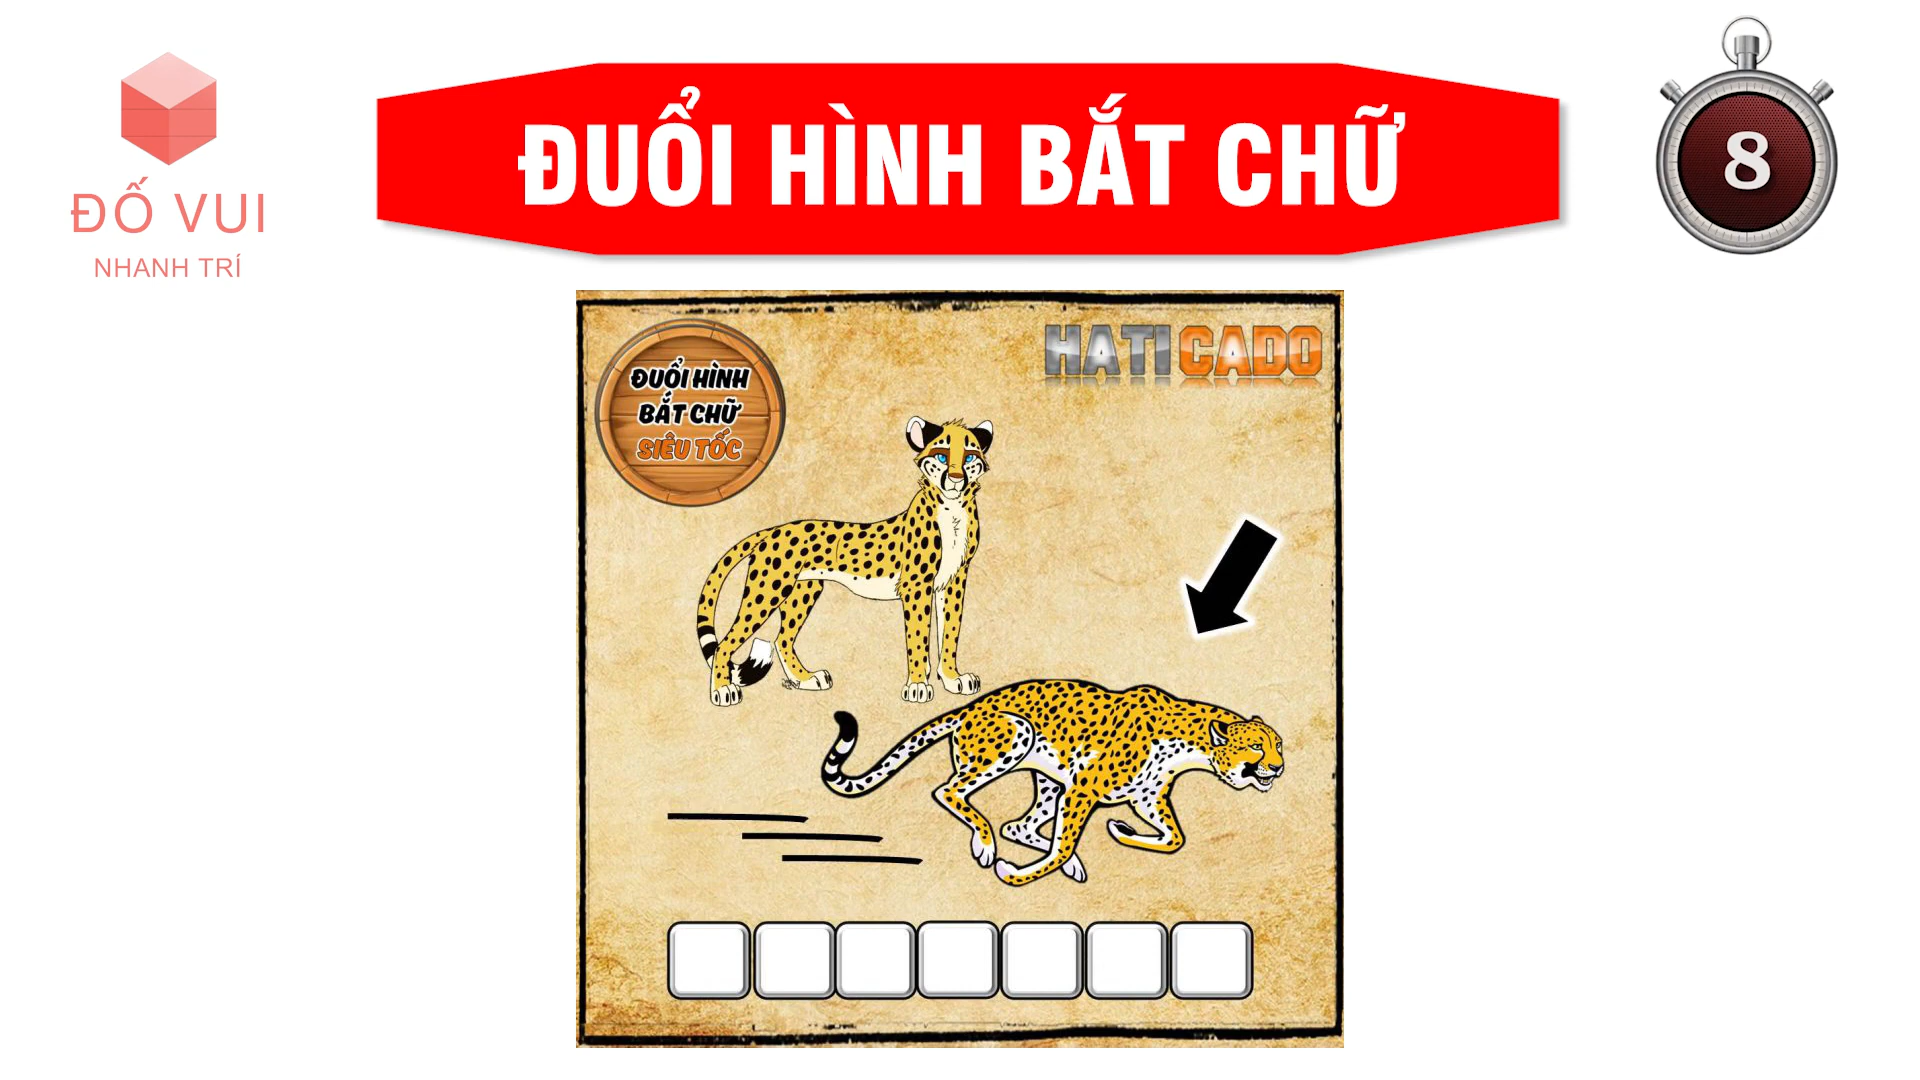 ĐỐ VUI
NHANH TRÍ
ĐUỔI HÌNH BẮT CHỮ
8
ĐUỔI HÌNH
BẮT CHỮ
SIÊU TỐC
HATICADO